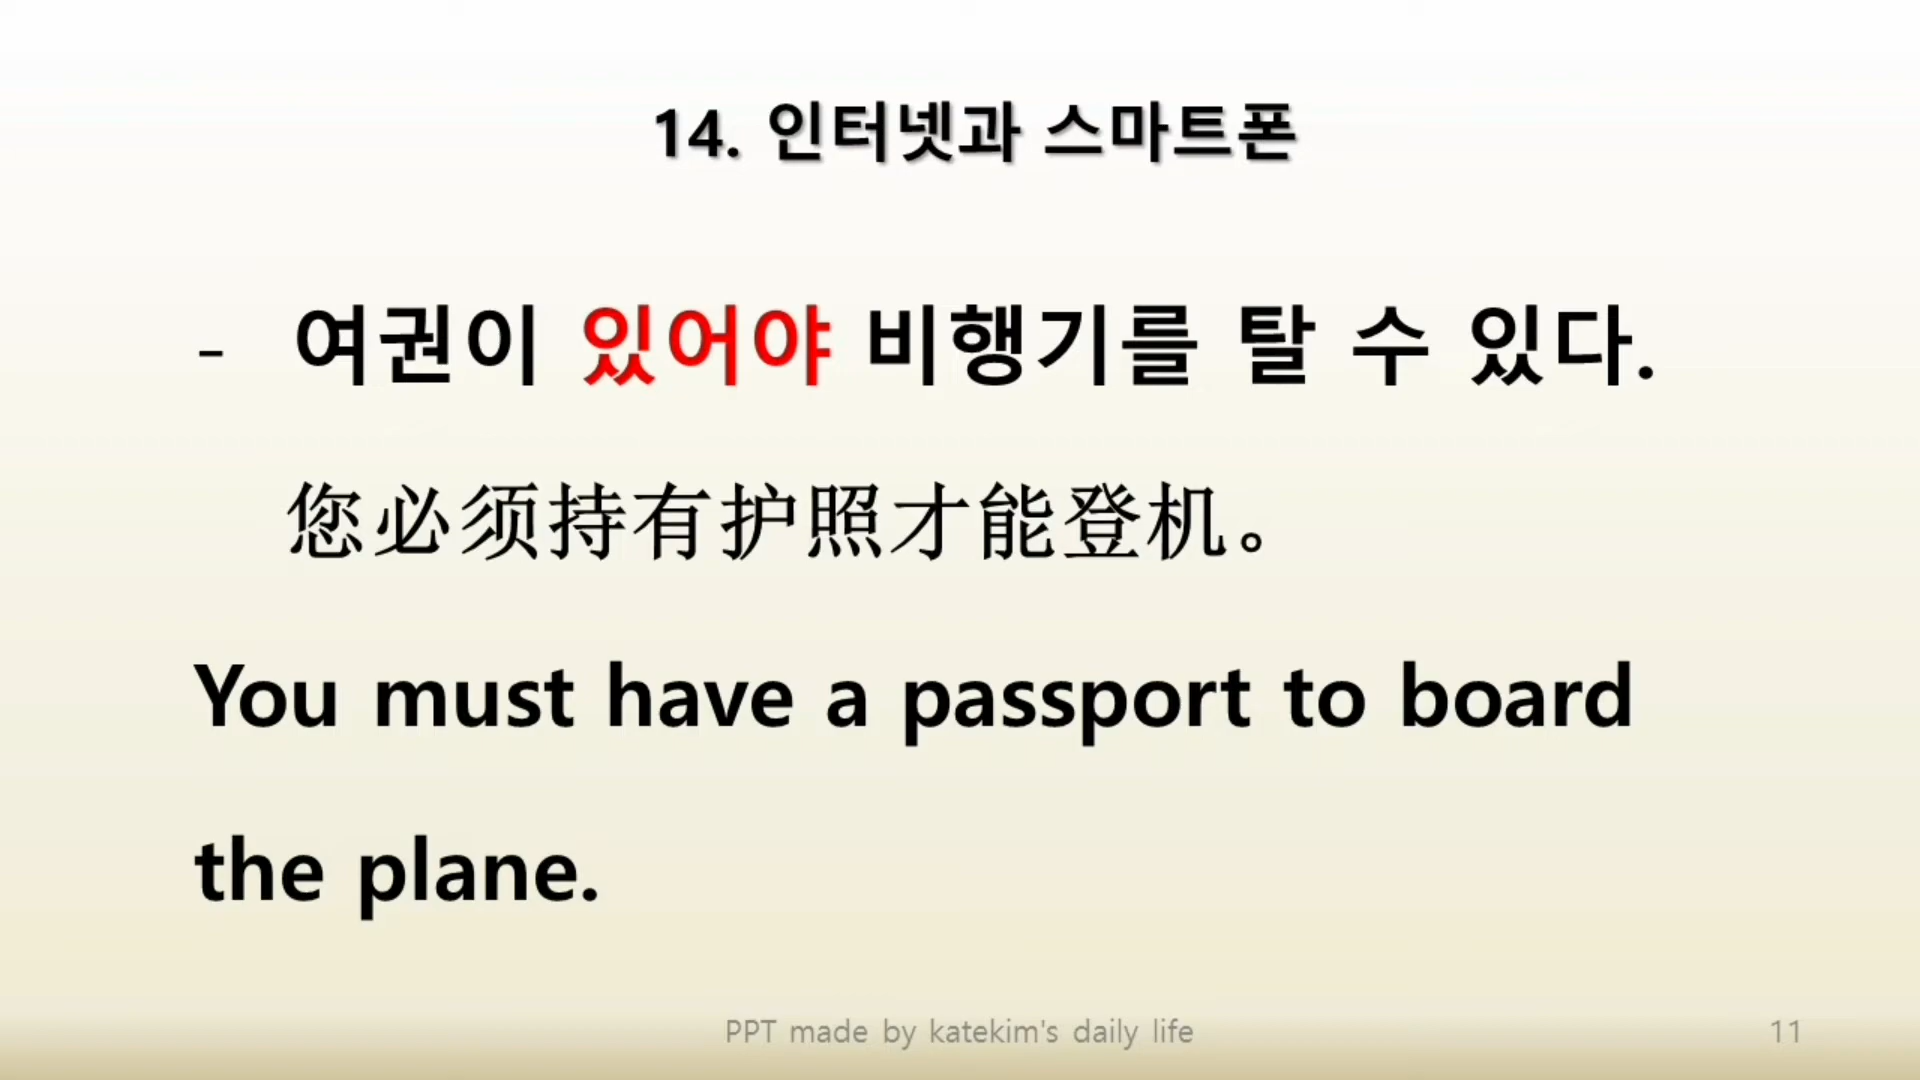 14. 인터넷과 스마트폰
- 여권이 있어야 비행기를 탈 수 있다.
您必须持有护照才能登机。
You must have a passport to board
the plane.
PPT made by katekim's daily life
11